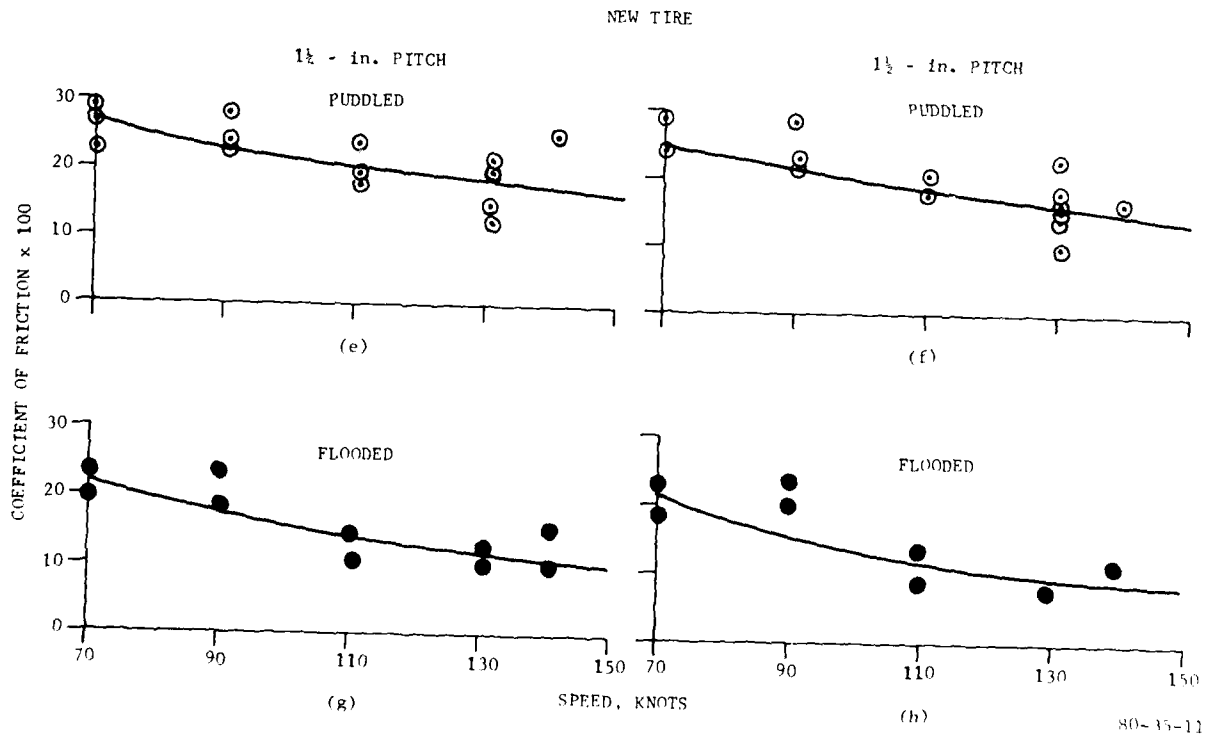 NEW TIRE
1½ - in. PITCH
1½ - in. PITCH
PUDDLED
PUDDLED
30
20
10
0
(e)
(f)
COEFFICIENT OF FRICTION x 100
FLOODED
FLOODED
30
20
10
0
70 90 110 130 150
70 90 110 130 150
(g)
SPEED, KNOTS
(h)
80-35-11